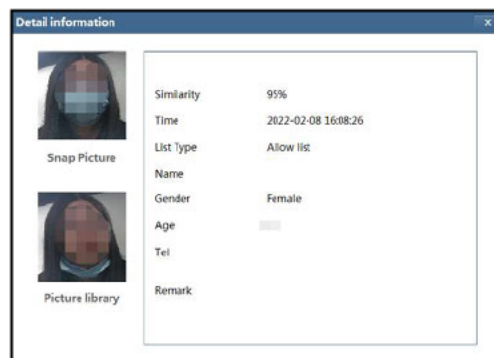 Detail information
x
Snap Picture
Picture library
Similarity 95%
Time 2022-02-08 16:08:26
List Type Allow list
Name
Gender Female
Age
Tel
Remark